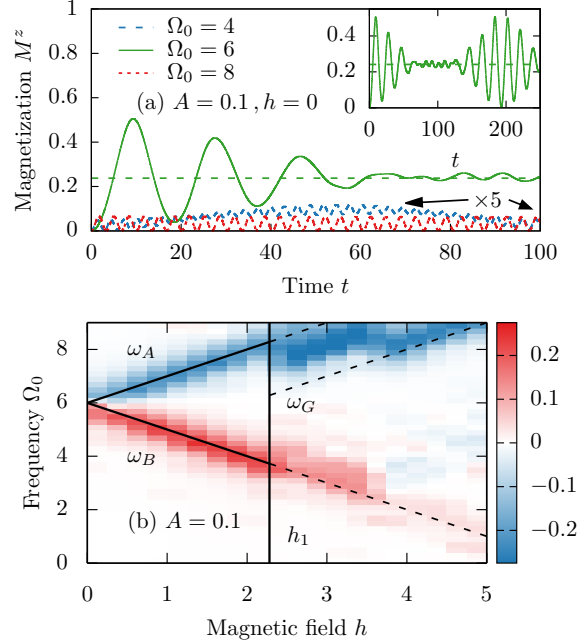 Magnetization M^z
1
0.8
0.6
0.4
0.2
0
Ω₀ = 4
Ω₀ = 6
Ω₀ = 8
(a) A = 0.1 , h = 0
×5
0.4
0.2
0
0 100 200
t
0 20 40 60 80 100
Time t
Frequency Ω₀
8
6
4
2
0
ω_A
ω_B
ω_G
(b) A = 0.1
h₁
0 1 2 3 4 5
Magnetic field h
0.2
0.1
0
−0.1
−0.2